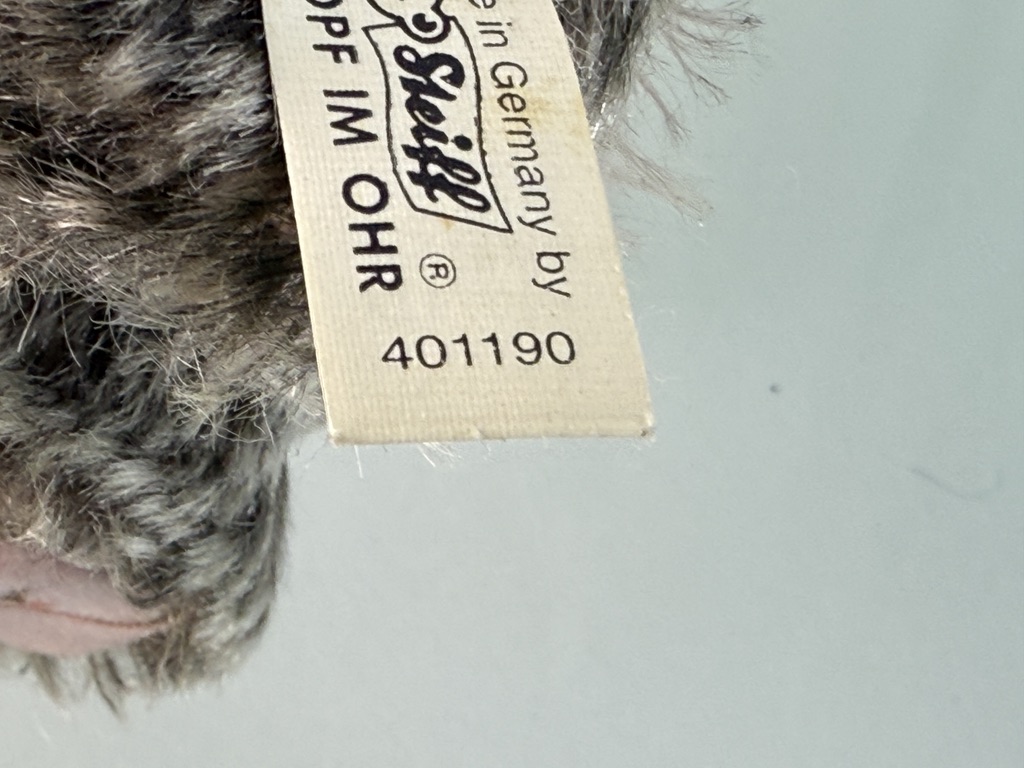 e in Germany by
Steiff ®
OPF IM OHR
401190